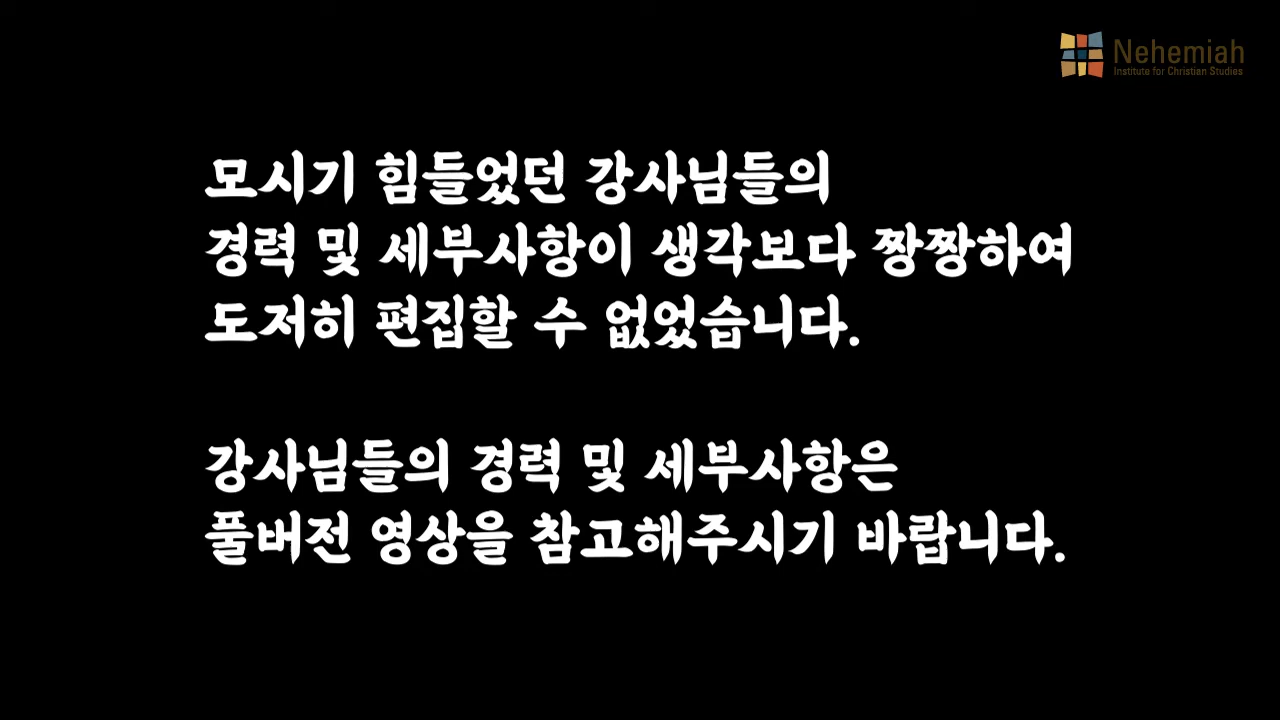 Nehemiah
Institute for Christian Studies
모시기 힘들었던 강사님들의
경력 및 세부사항이 생각보다 짱짱하여
도저히 편집할 수 없었습니다.
강사님들의 경력 및 세부사항은
풀버전 영상을 참고해주시기 바랍니다.